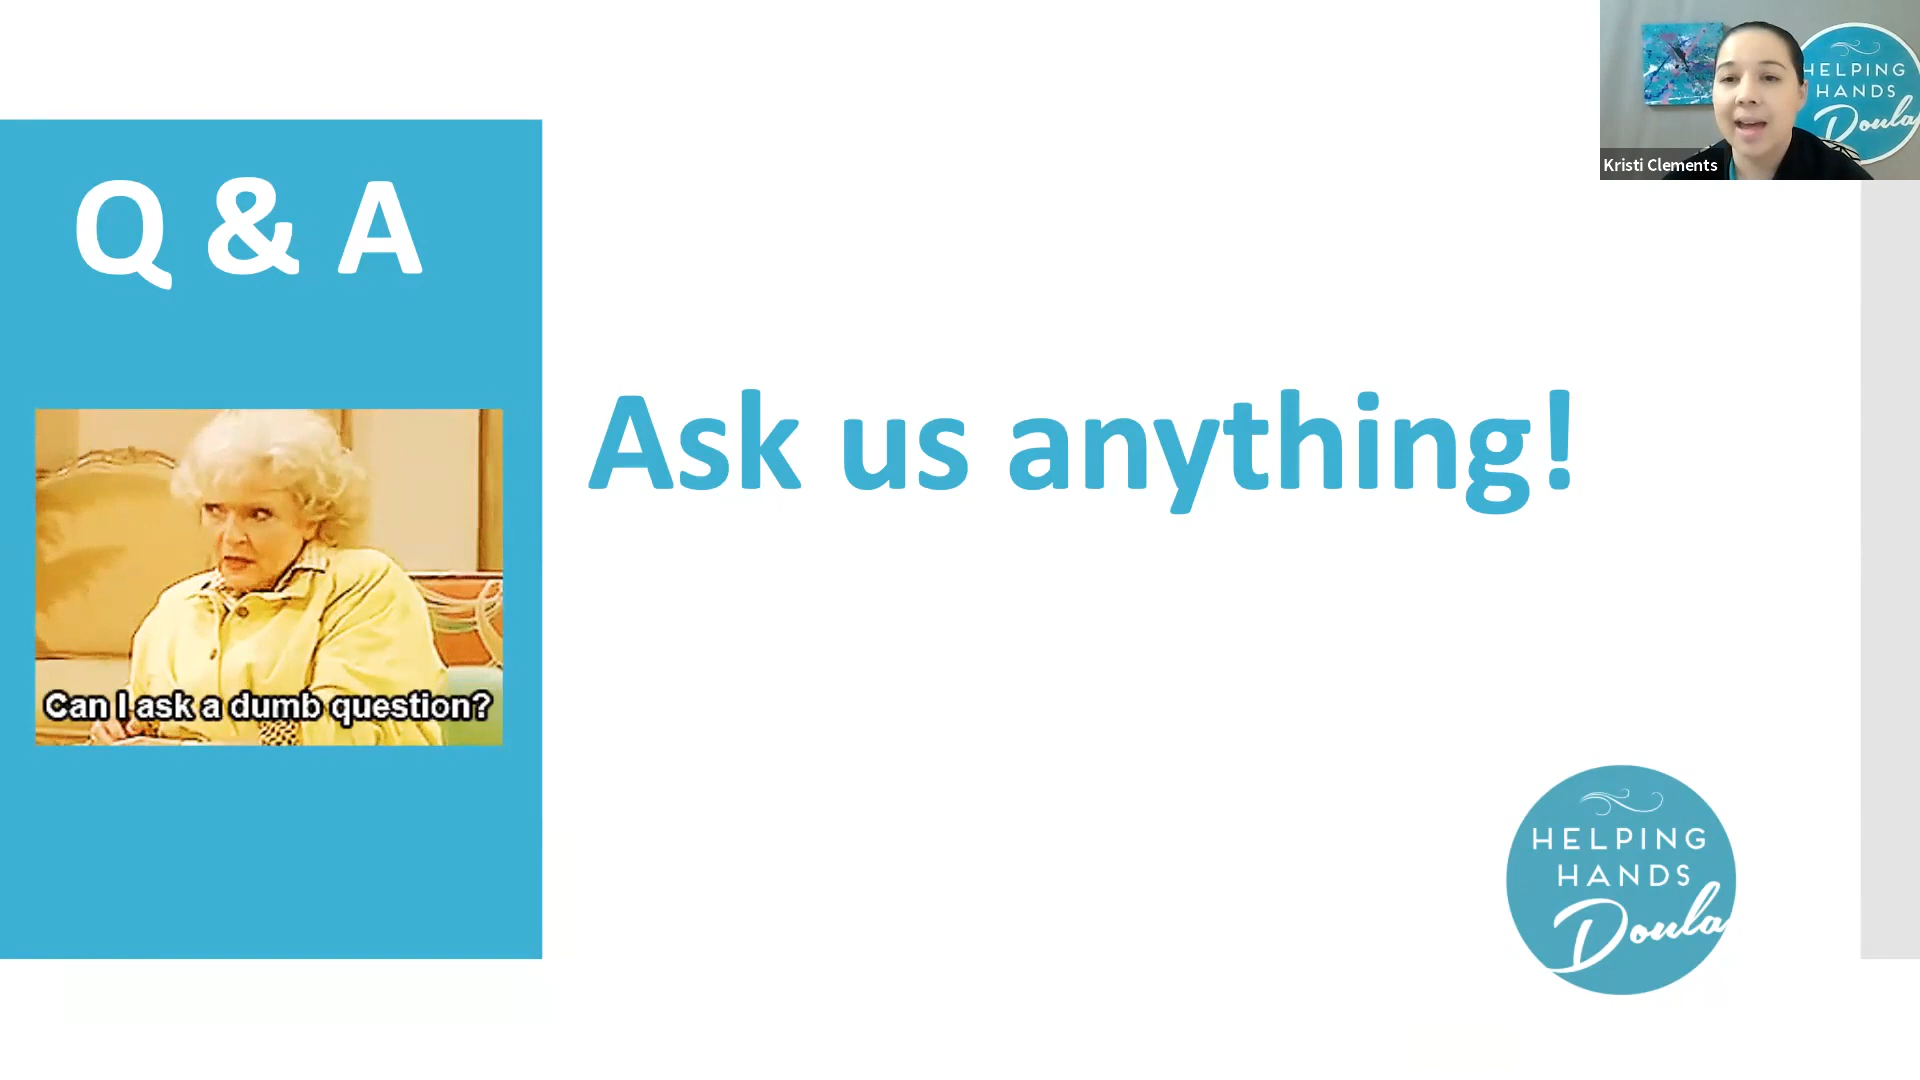 Q & A
Can I ask a dumb question?
Ask us anything!
HELPING
HANDS
Doula
Kristi Clements
HELPING
HANDS
Doula